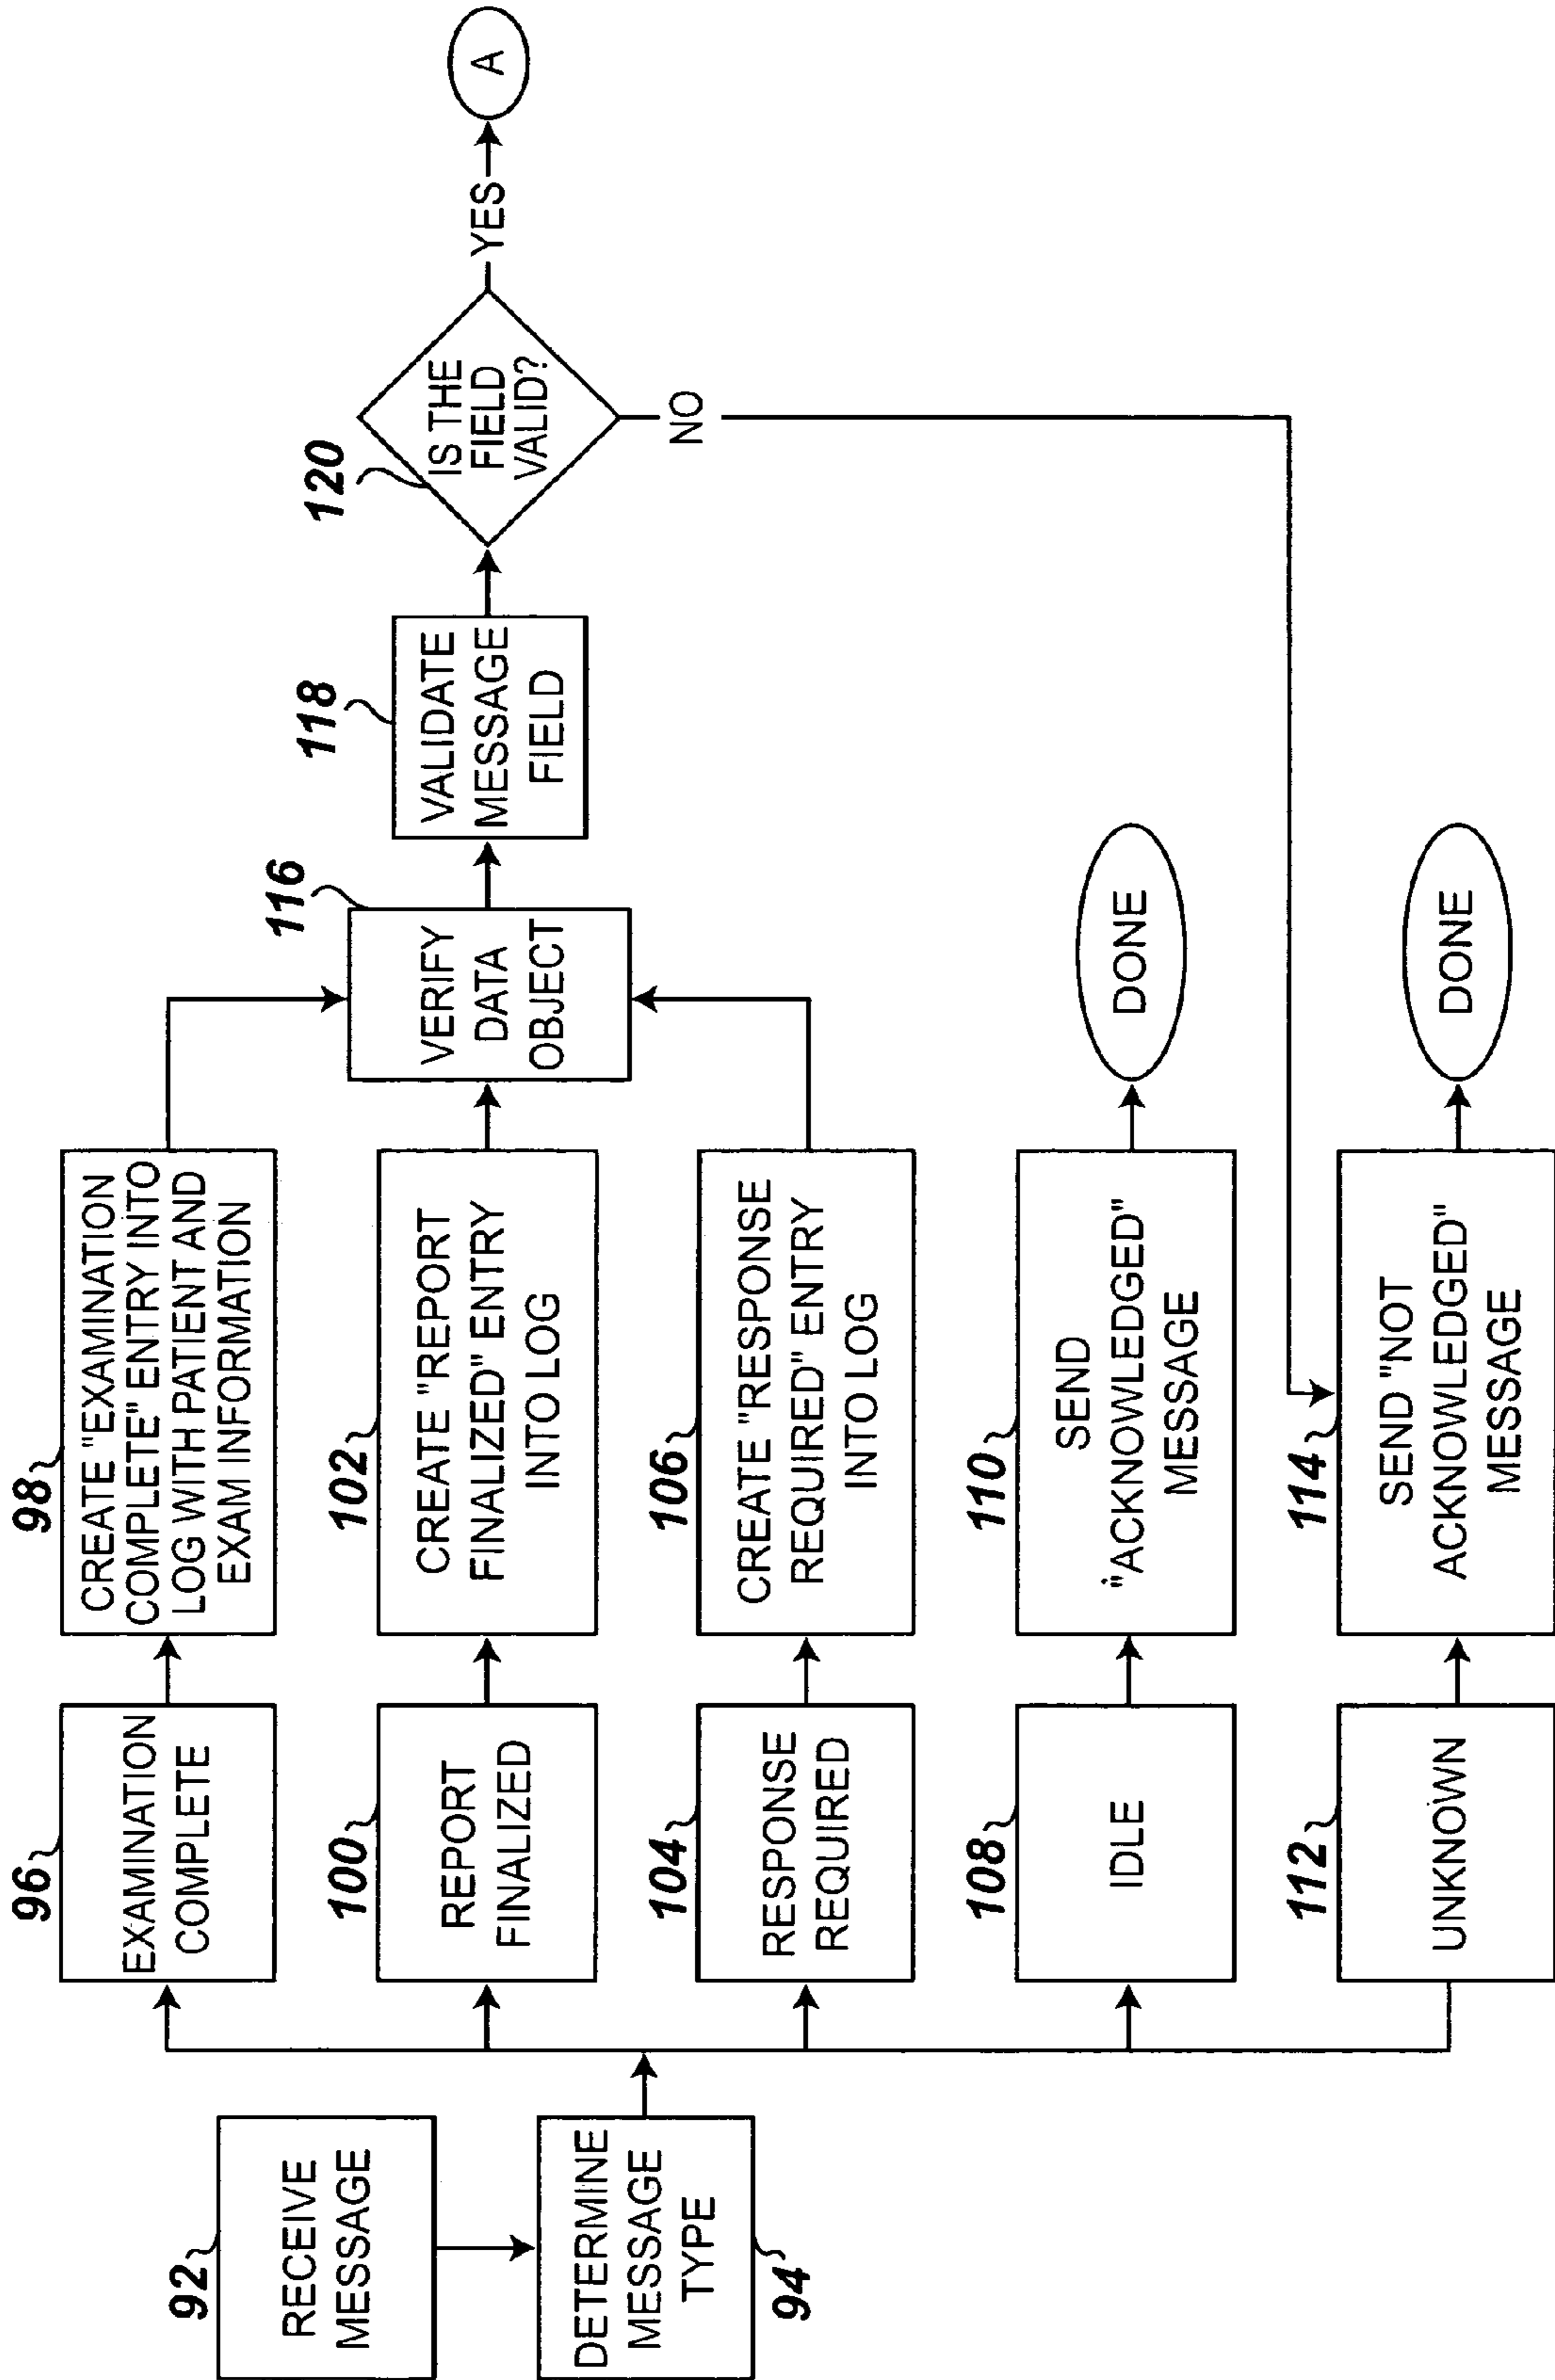 92
RECEIVE
MESSAGE
DETERMINE
MESSAGE
TYPE
94
96
EXAMINATION
COMPLETE
98
CREATE "EXAMINATION
COMPLETE" ENTRY INTO
LOG WITH PATIENT AND
EXAM INFORMATION
100
REPORT
FINALIZED
102
CREATE "REPORT
FINALIZED" ENTRY
INTO LOG
104
RESPONSE
REQUIRED
106
CREATE "RESPONSE
REQUIRED" ENTRY
INTO LOG
108
IDLE
110
SEND
"ACKNOWLEDGED"
MESSAGE
DONE
112
UNKNOWN
114
SEND "NOT
ACKNOWLEDGED"
MESSAGE
DONE
116
VERIFY
DATA
OBJECT
118
VALIDATE
MESSAGE
FIELD
120
IS THE
FIELD
VALID?
YES
NO
A